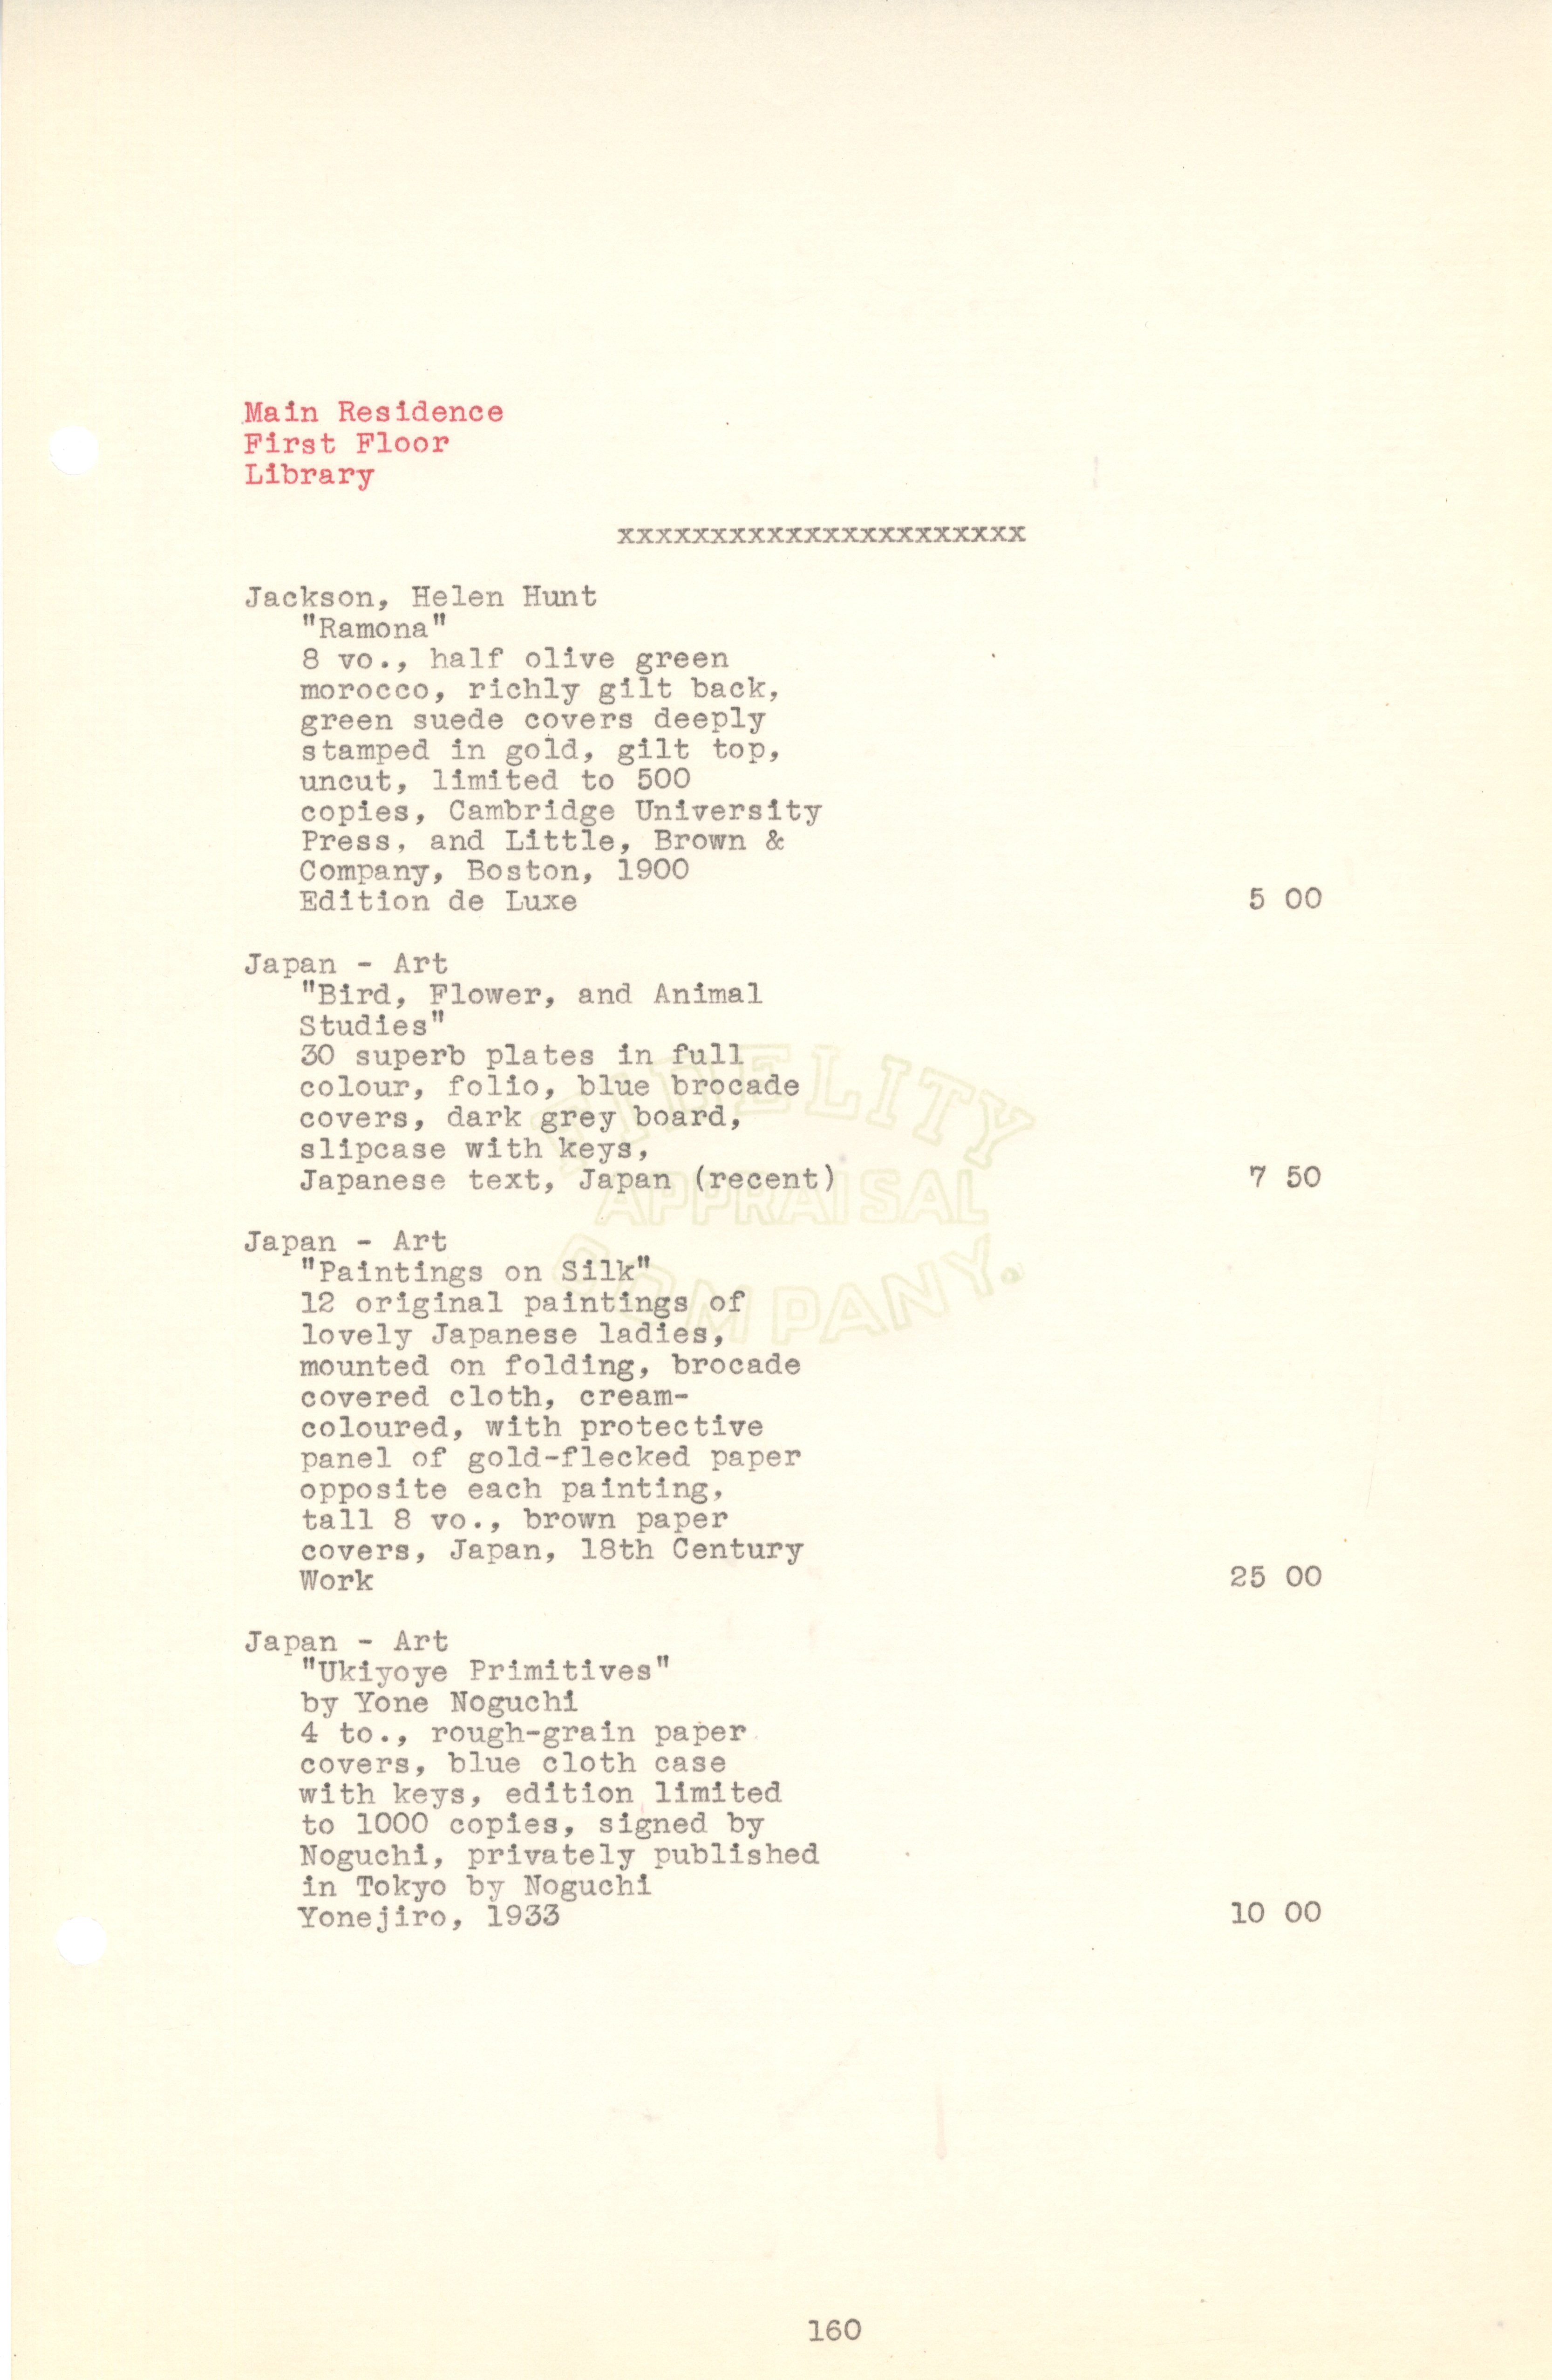 Main Residence
First Floor
Library
xxxxxxxxxxxxxxxxxxxxxx
Jackson, Helen Hunt
"Ramona"
8 vo., half olive green
morocco, richly gilt back,
green suede covers deeply
stamped in gold, gilt top,
uncut, limited to 500
copies, Cambridge University
Press, and Little, Brown &
Company, Boston, 1900
Edition de Luxe 5 00
Japan - Art
"Bird, Flower, and Animal
Studies"
30 superb plates in full
colour, folio, blue brocade
covers, dark grey board,
slipcase with keys,
Japanese text, Japan (recent) 7 50
Japan - Art
"Paintings on Silk"
12 original paintings of
lovely Japanese ladies,
mounted on folding, brocade
covered cloth, cream-
coloured, with protective
panel of gold-flecked paper
opposite each painting,
tall 8 vo., brown paper
covers, Japan, 18th Century
Work 25 00
Japan - Art
"Ukiyoye Primitives"
by Yone Noguchi
4 to., rough-grain paper
covers, blue cloth case
with keys, edition limited
to 1000 copies, signed by
Noguchi, privately published
in Tokyo by Noguchi
Yonejiro, 1933 10 00
FIDELITY
APPRAISAL
COMPANY.
160